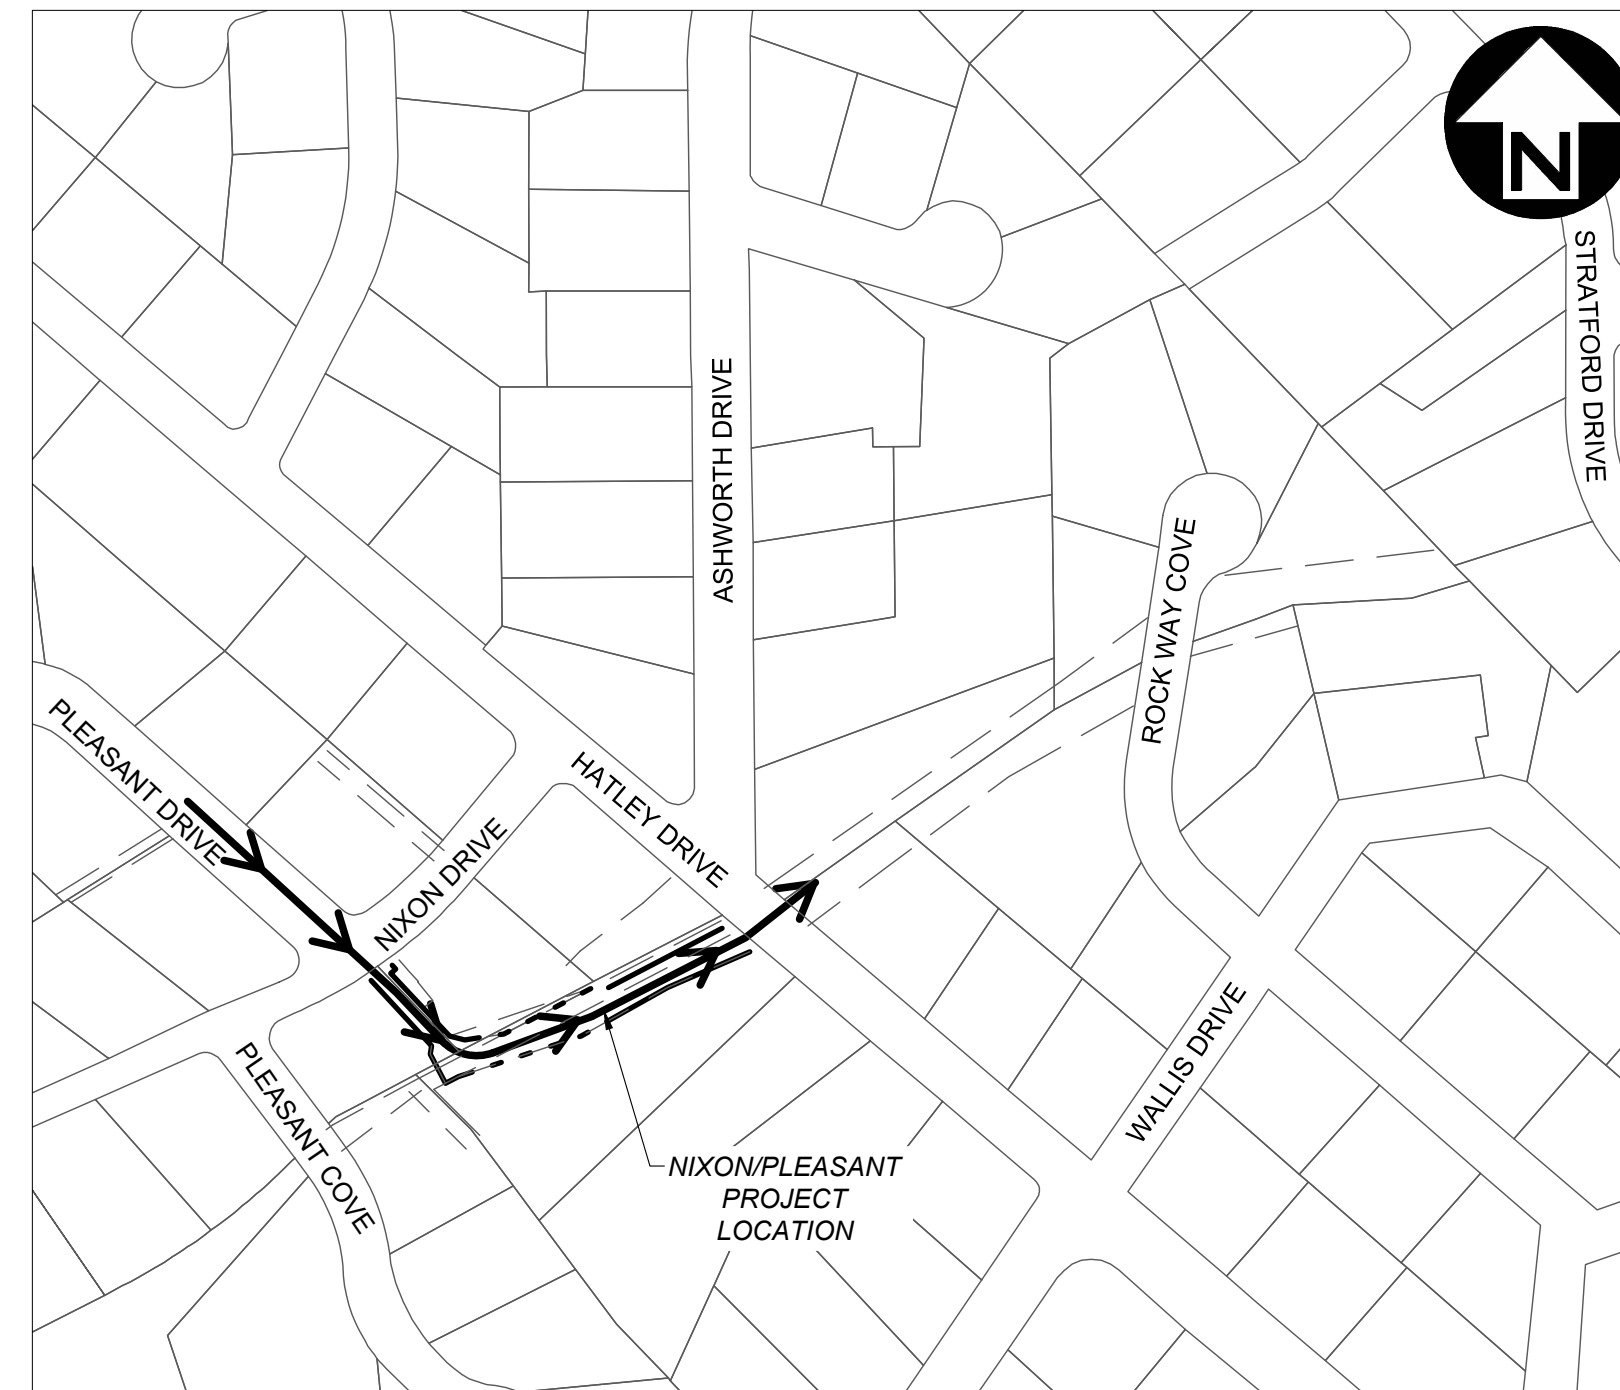 N
STRATFORD DRIVE
ASHWORTH DRIVE
ROCK WAY COVE
PLEASANT DRIVE
HATLEY DRIVE
NIXON DRIVE
WALLIS DRIVE
PLEASANT COVE
NIXON/PLEASANT
PROJECT
LOCATION